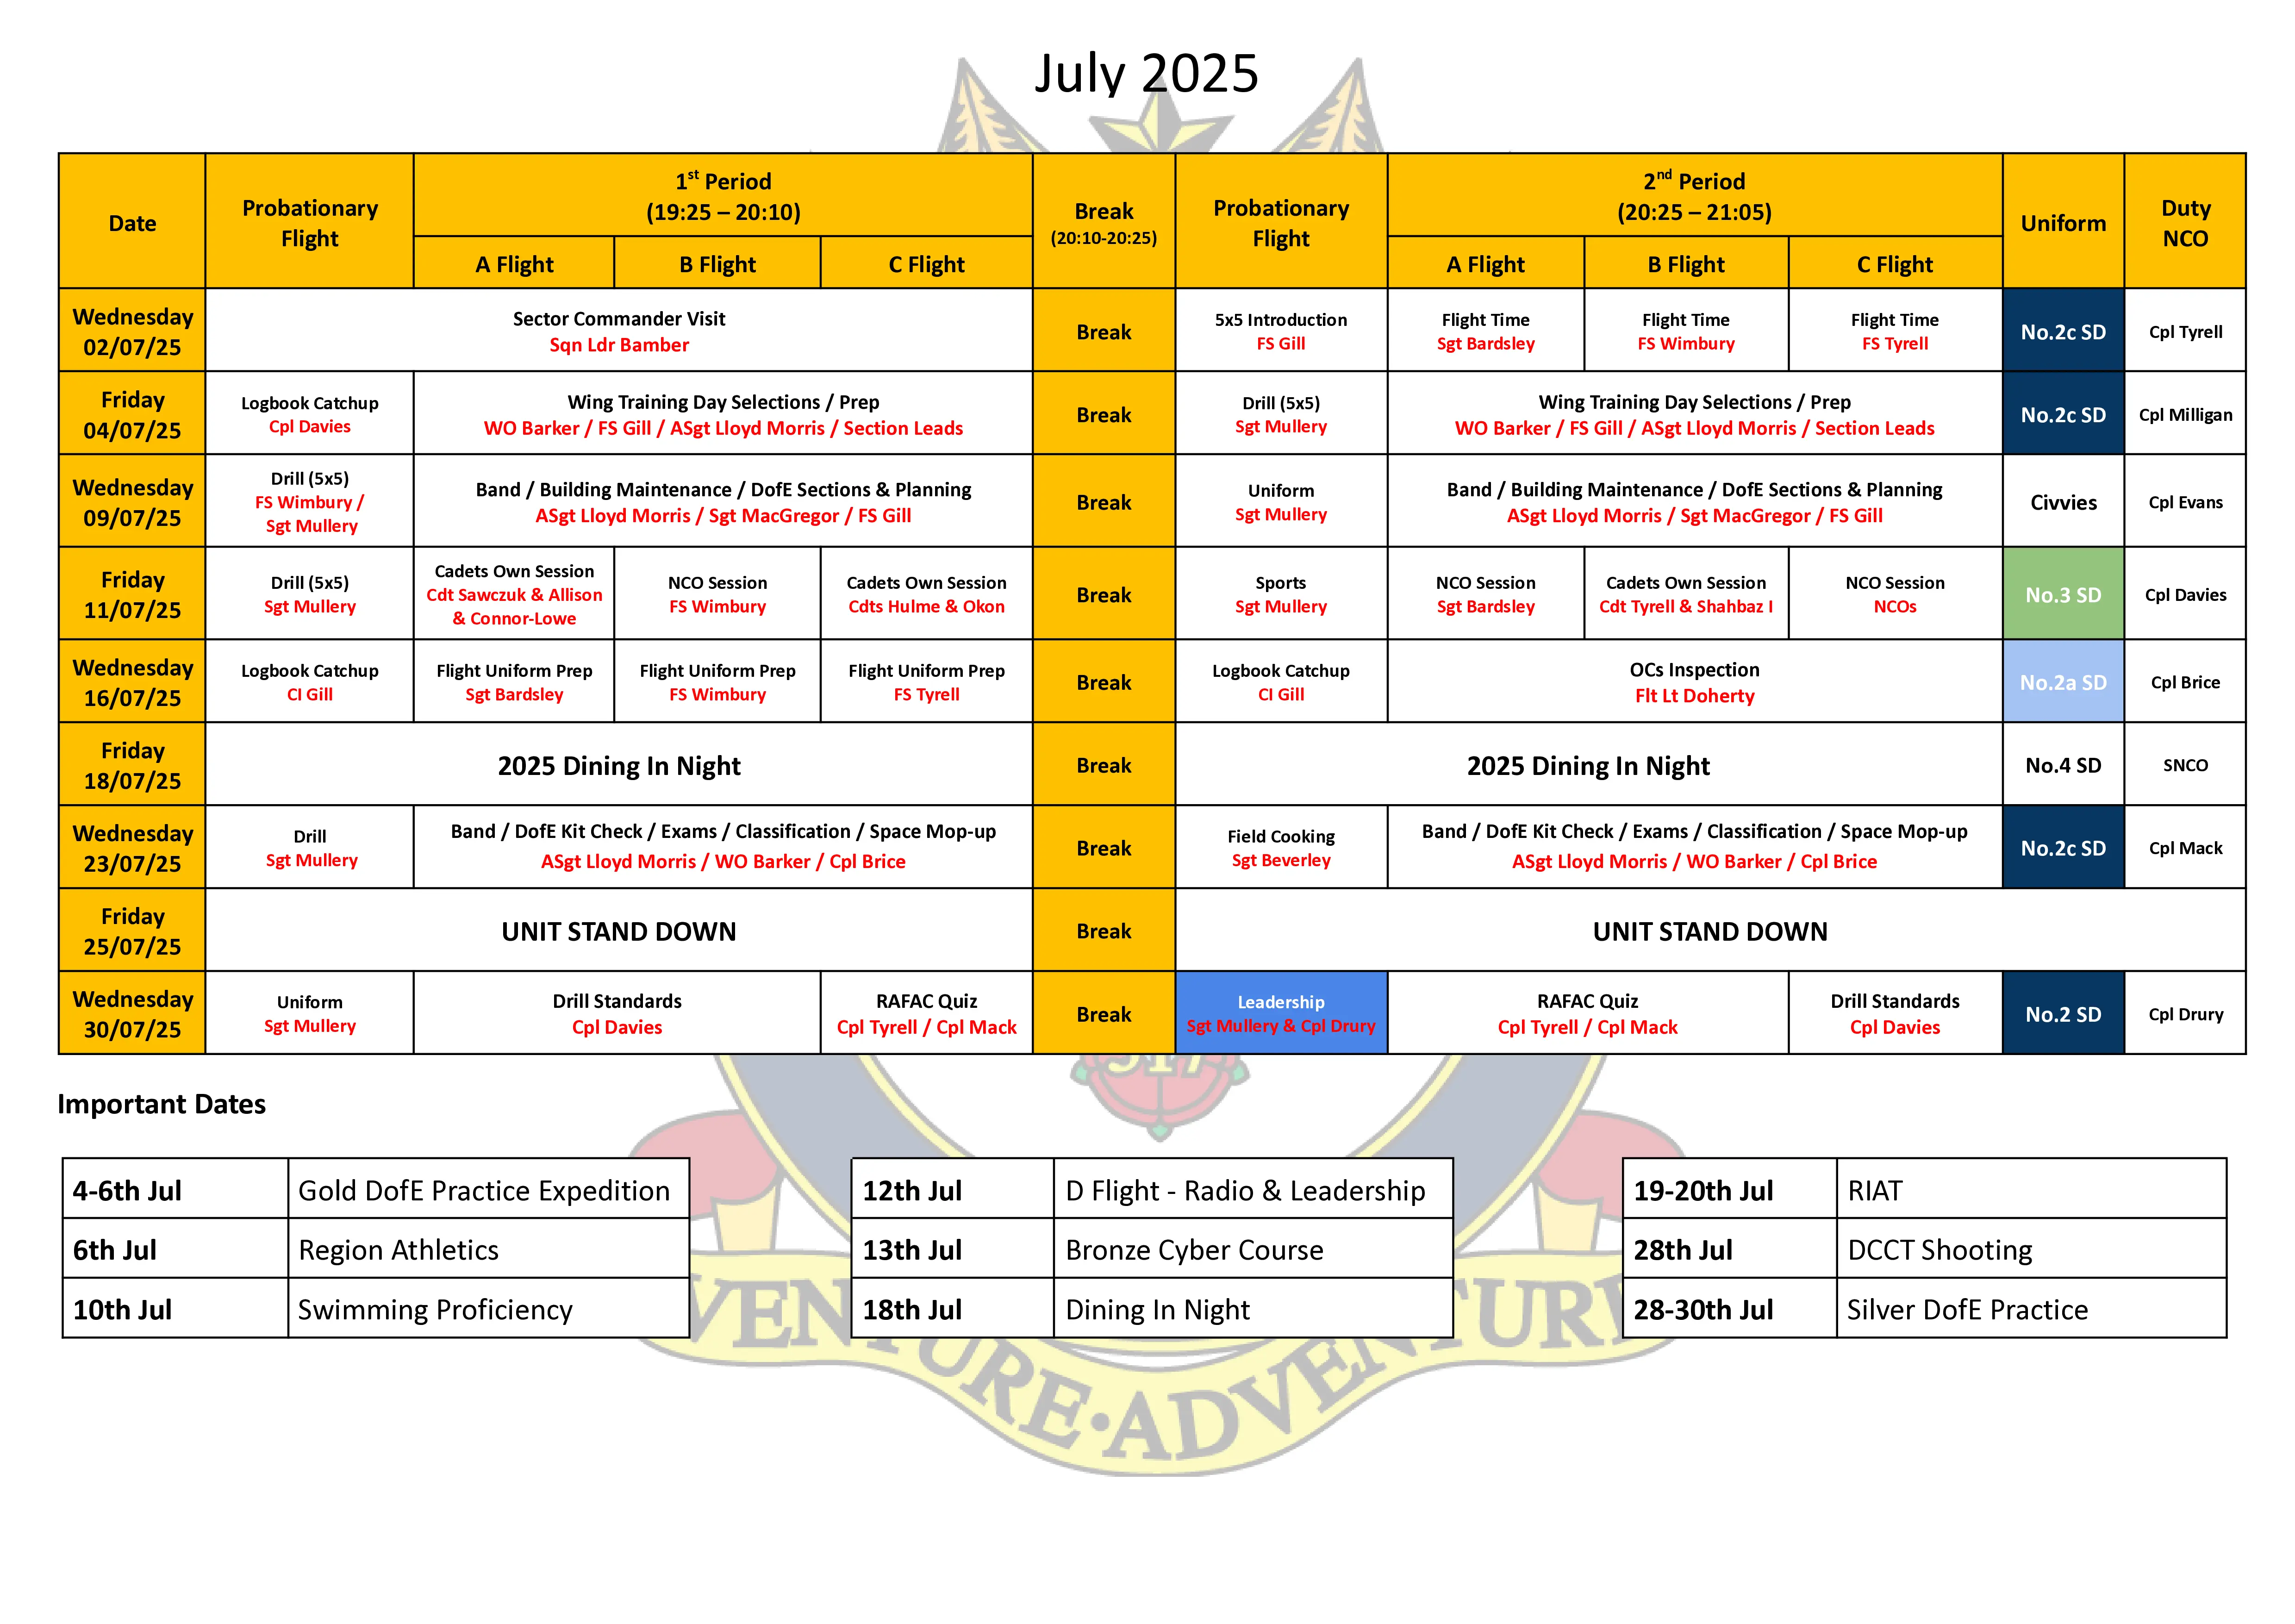 July 2025
Date
Probationary
Flight
1st Period
(19:25 – 20:10)
Break
(20:10-20:25)
Probationary
Flight
2nd Period
(20:25 – 21:05)
Uniform
Duty
NCO
A Flight
B Flight
C Flight
A Flight
B Flight
C Flight
Wednesday
02/07/25
Sector Commander Visit
Sqn Ldr Bamber
Break
5x5 Introduction
FS Gill
Flight Time
Sgt Bardsley
Flight Time
FS Wimbury
Flight Time
FS Tyrell
No.2c SD
Cpl Tyrell
Friday
04/07/25
Logbook Catchup
Cpl Davies
Wing Training Day Selections / Prep
WO Barker / FS Gill / ASgt Lloyd Morris / Section Leads
Break
Drill (5x5)
Sgt Mullery
Wing Training Day Selections / Prep
WO Barker / FS Gill / ASgt Lloyd Morris / Section Leads
No.2c SD
Cpl Milligan
Wednesday
09/07/25
Drill (5x5)
FS Wimbury /
Sgt Mullery
Band / Building Maintenance / DofE Sections & Planning
ASgt Lloyd Morris / Sgt MacGregor / FS Gill
Break
Uniform
Sgt Mullery
Band / Building Maintenance / DofE Sections & Planning
ASgt Lloyd Morris / Sgt MacGregor / FS Gill
Civvies
Cpl Evans
Friday
11/07/25
Drill (5x5)
Sgt Mullery
Cadets Own Session
Cdt Sawczuk & Allison
& Connor-Lowe
NCO Session
FS Wimbury
Cadets Own Session
Cdts Hulme & Okon
Break
Sports
Sgt Mullery
NCO Session
Sgt Bardsley
Cadets Own Session
Cdt Tyrell & Shahbaz I
NCO Session
NCOs
No.3 SD
Cpl Davies
Wednesday
16/07/25
Logbook Catchup
CI Gill
Flight Uniform Prep
Sgt Bardsley
Flight Uniform Prep
FS Wimbury
Flight Uniform Prep
FS Tyrell
Break
Logbook Catchup
CI Gill
OCs Inspection
Flt Lt Doherty
No.2a SD
Cpl Brice
Friday
18/07/25
2025 Dining In Night
Break
2025 Dining In Night
No.4 SD
SNCO
Wednesday
23/07/25
Drill
Sgt Mullery
Band / DofE Kit Check / Exams / Classification / Space Mop-up
ASgt Lloyd Morris / WO Barker / Cpl Brice
Break
Field Cooking
Sgt Beverley
Band / DofE Kit Check / Exams / Classification / Space Mop-up
ASgt Lloyd Morris / WO Barker / Cpl Brice
No.2c SD
Cpl Mack
Friday
25/07/25
UNIT STAND DOWN
Break
UNIT STAND DOWN
Wednesday
30/07/25
Uniform
Sgt Mullery
Drill Standards
Cpl Davies
RAFAC Quiz
Cpl Tyrell / Cpl Mack
Break
Leadership
Sgt Mullery & Cpl Drury
RAFAC Quiz
Cpl Tyrell / Cpl Mack
Drill Standards
Cpl Davies
No.2 SD
Cpl Drury
Important Dates
4-6th Jul
Gold DofE Practice Expedition
6th Jul
Region Athletics
10th Jul
Swimming Proficiency
12th Jul
D Flight - Radio & Leadership
13th Jul
Bronze Cyber Course
18th Jul
Dining In Night
19-20th Jul
RIAT
28th Jul
DCCT Shooting
28-30th Jul
Silver DofE Practice